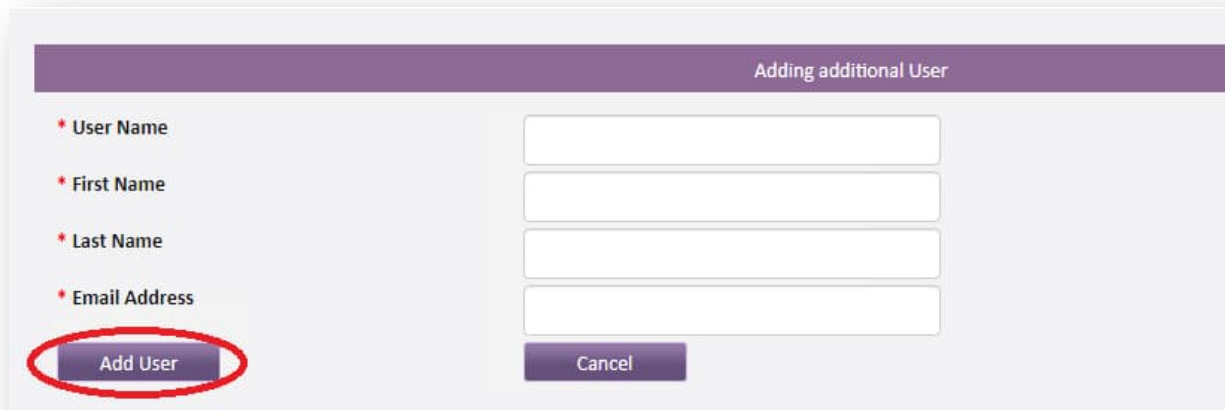 Adding additional User
* User Name
* First Name
* Last Name
* Email Address
Add User
Cancel